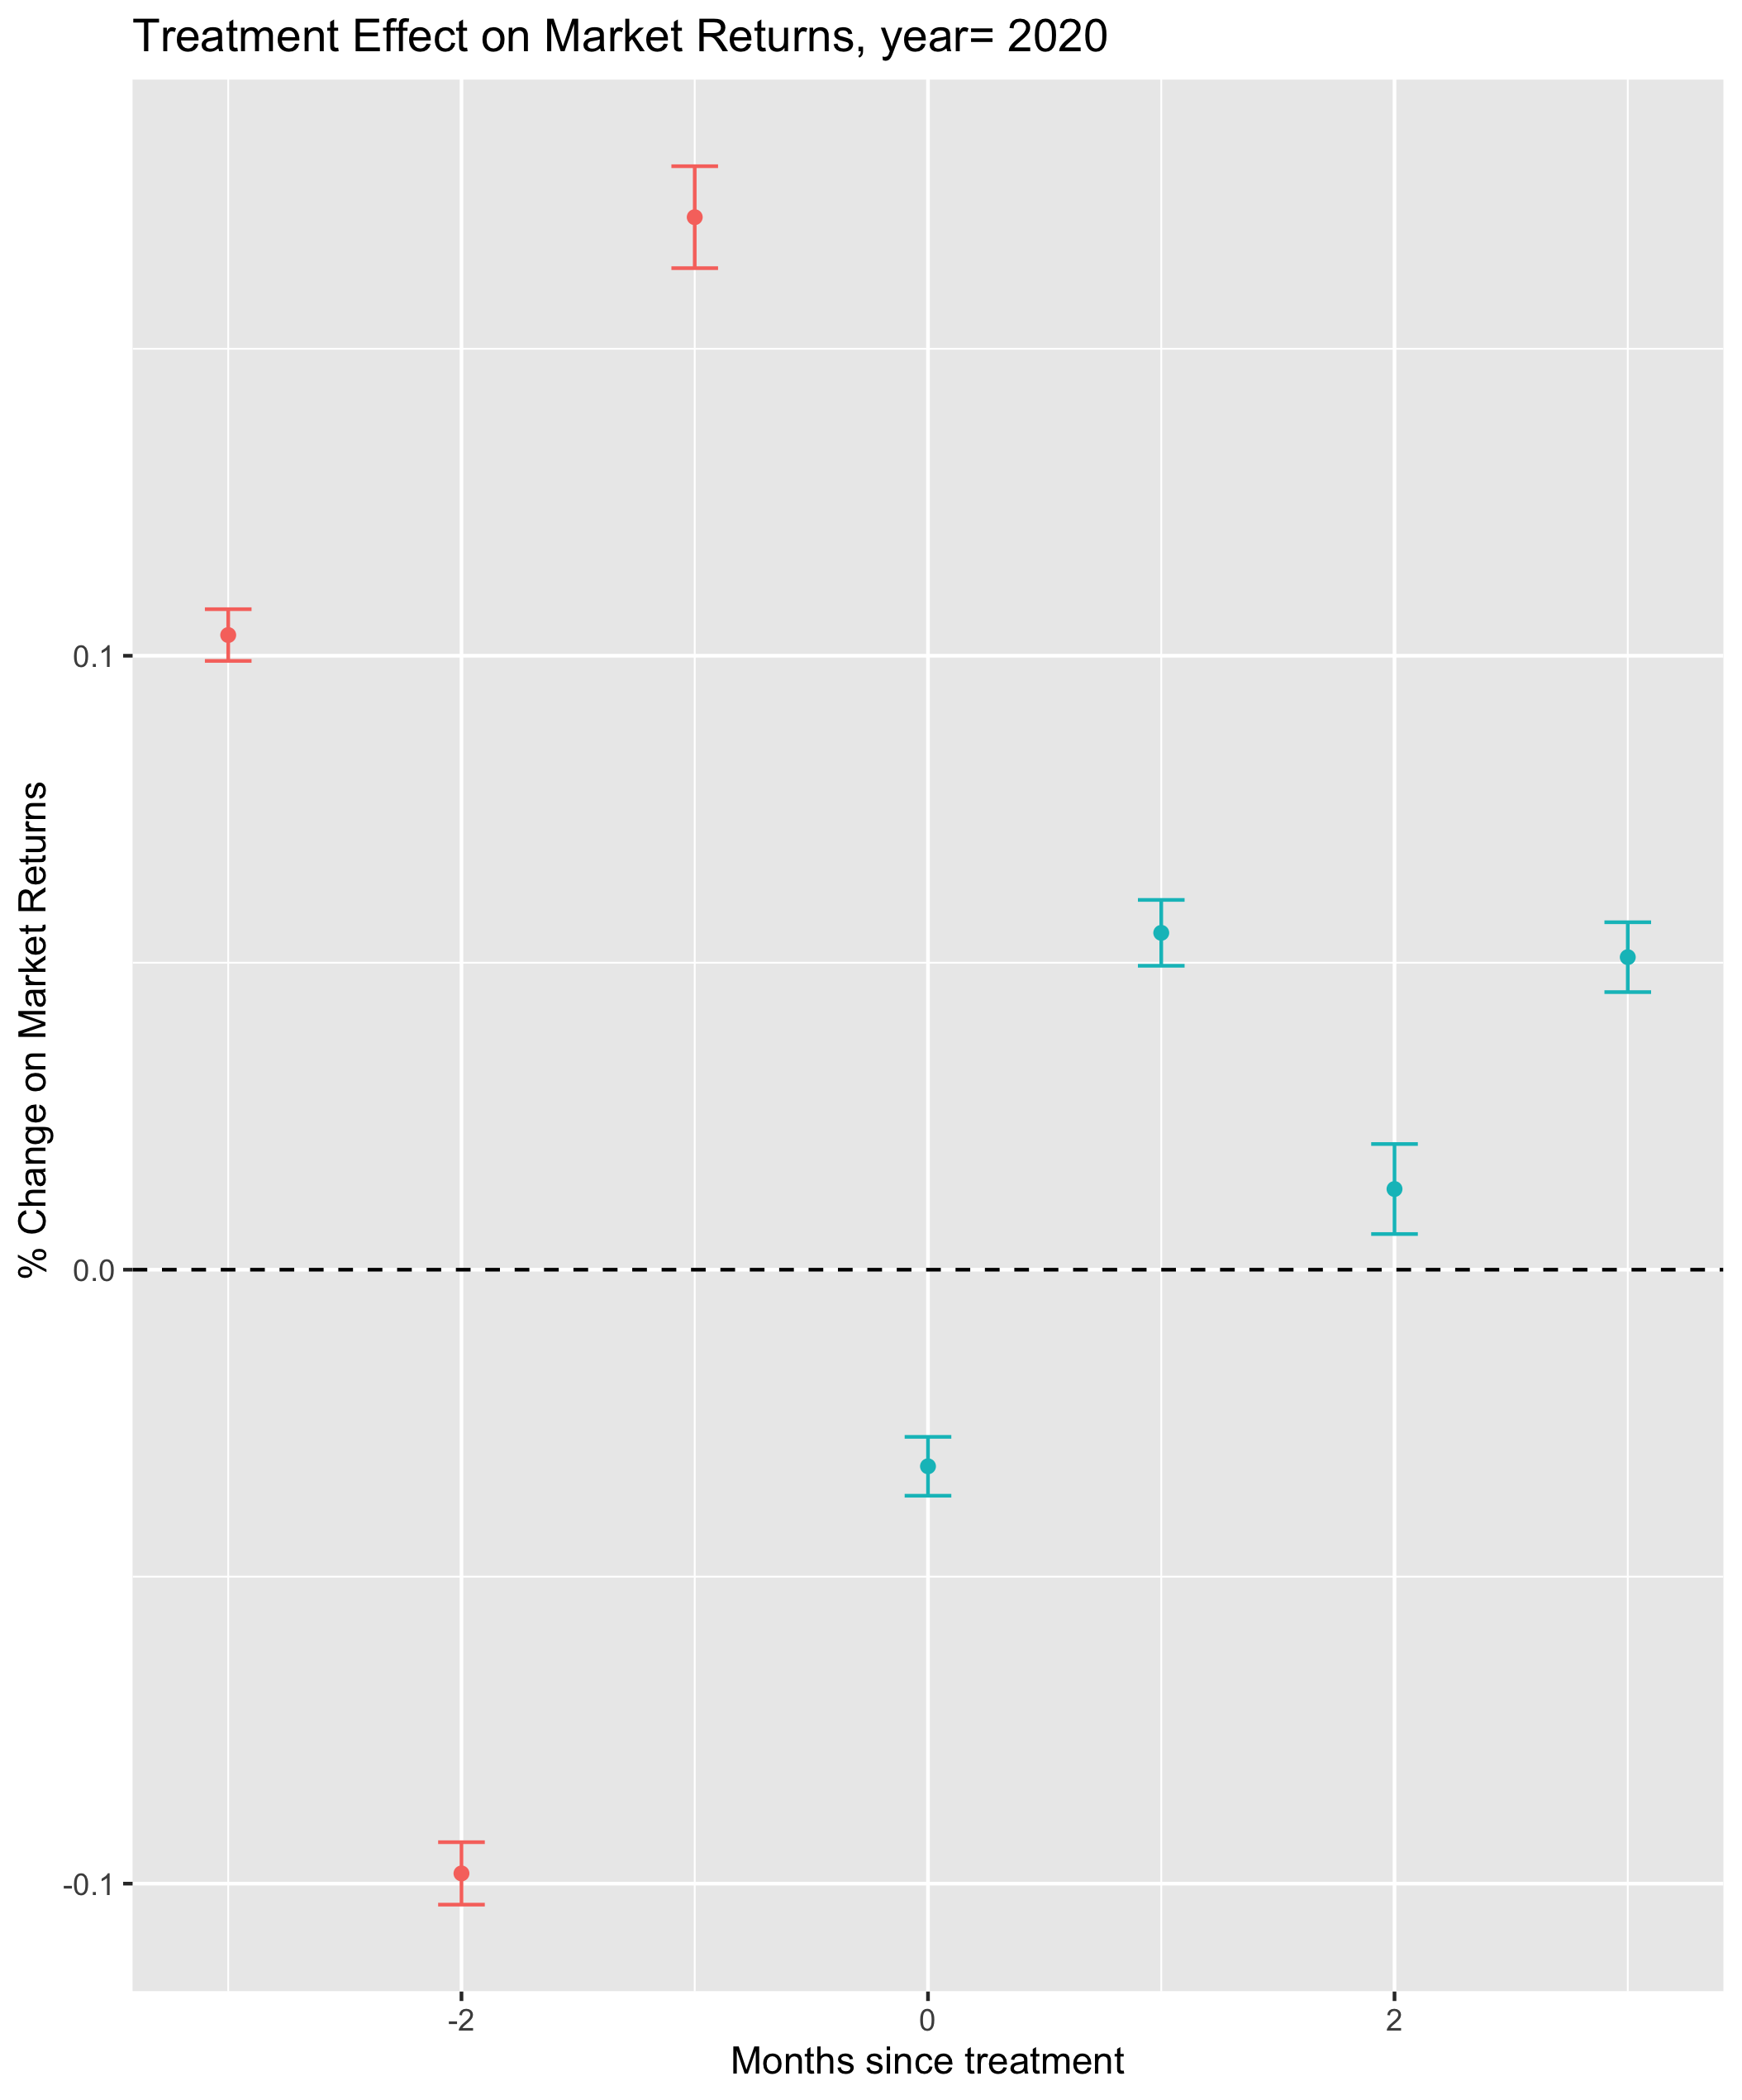 Treatment Effect on Market Returns, year= 2020
% Change on Market Returns
0.1
0.0
-0.1
-2
0
2
Months since treatment